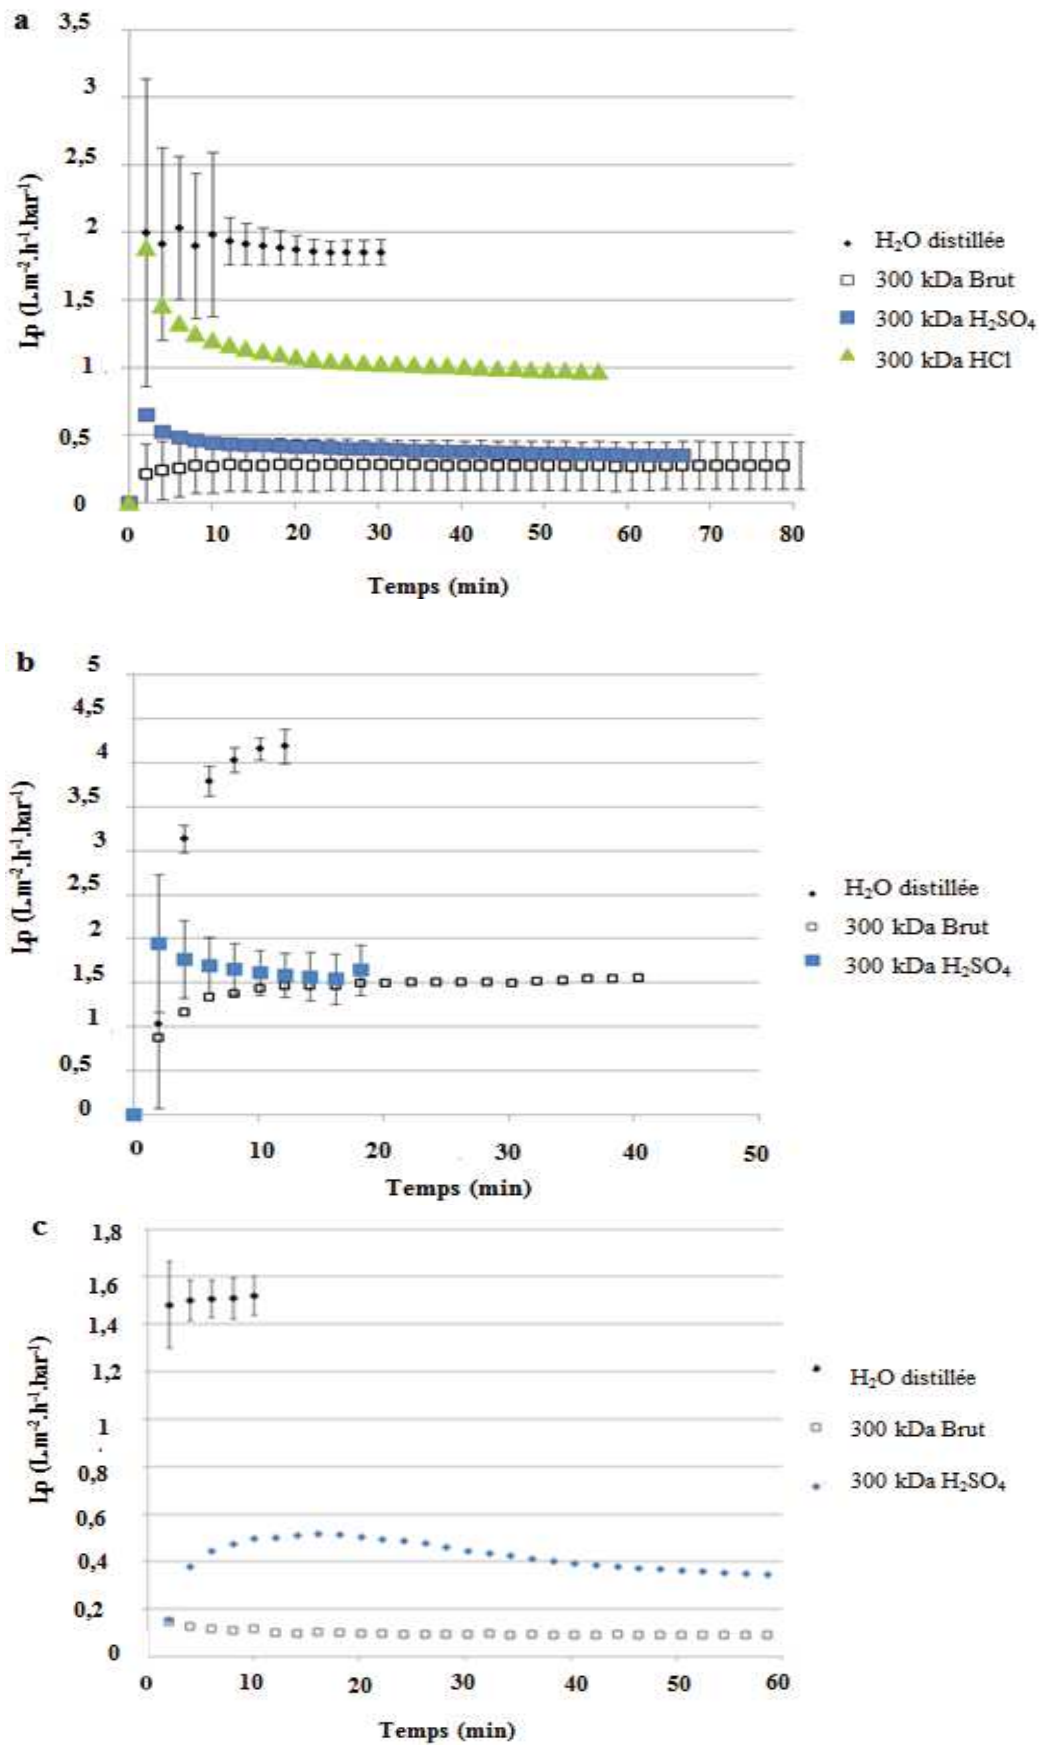 a
Lp (L.m⁻².h⁻¹.bar⁻¹)
3,5
3
2,5
2
1,5
1
0,5
0
0 10 20 30 40 50 60 70 80
Temps (min)
H₂O distillée
300 kDa Brut
300 kDa H₂SO₄
300 kDa HCl
b
Lp (L.m⁻².h⁻¹.bar⁻¹)
5
4,5
4
3,5
3
2,5
2
1,5
1
0,5
0
0 10 20 30 40 50
Temps (min)
H₂O distillée
300 kDa Brut
300 kDa H₂SO₄
c
Lp (L.m⁻².h⁻¹.bar⁻¹)
1,8
1,6
1,4
1,2
1
0,8
0,6
0,4
0,2
0
0 10 20 30 40 50 60
Temps (min)
H₂O distillée
300 kDa Brut
300 kDa H₂SO₄